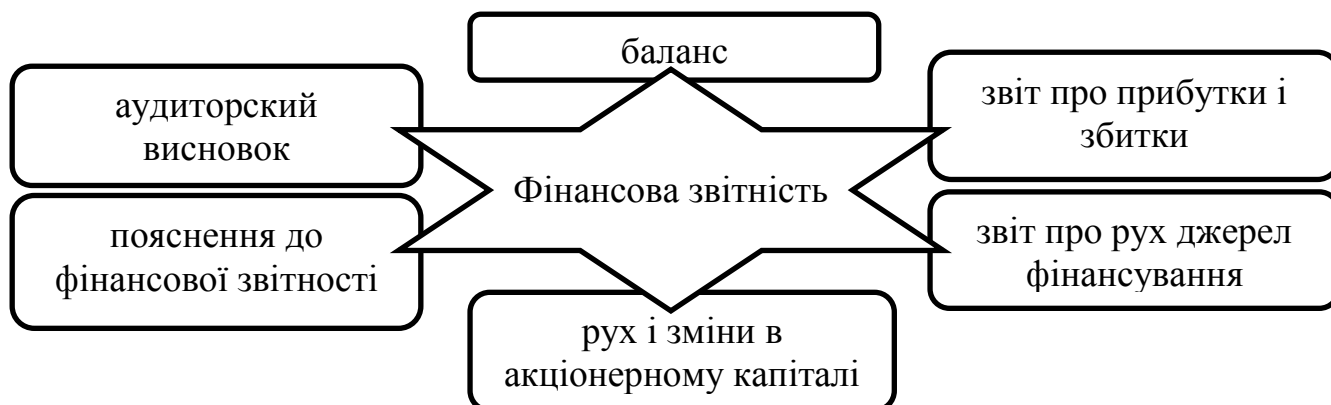 баланс
аудиторский
висновок
звіт про прибутки і
збитки
Фінансова звітність
пояснення до
фінансової звітності
звіт про рух джерел
фінансування
рух і зміни в
акціонерному капіталі